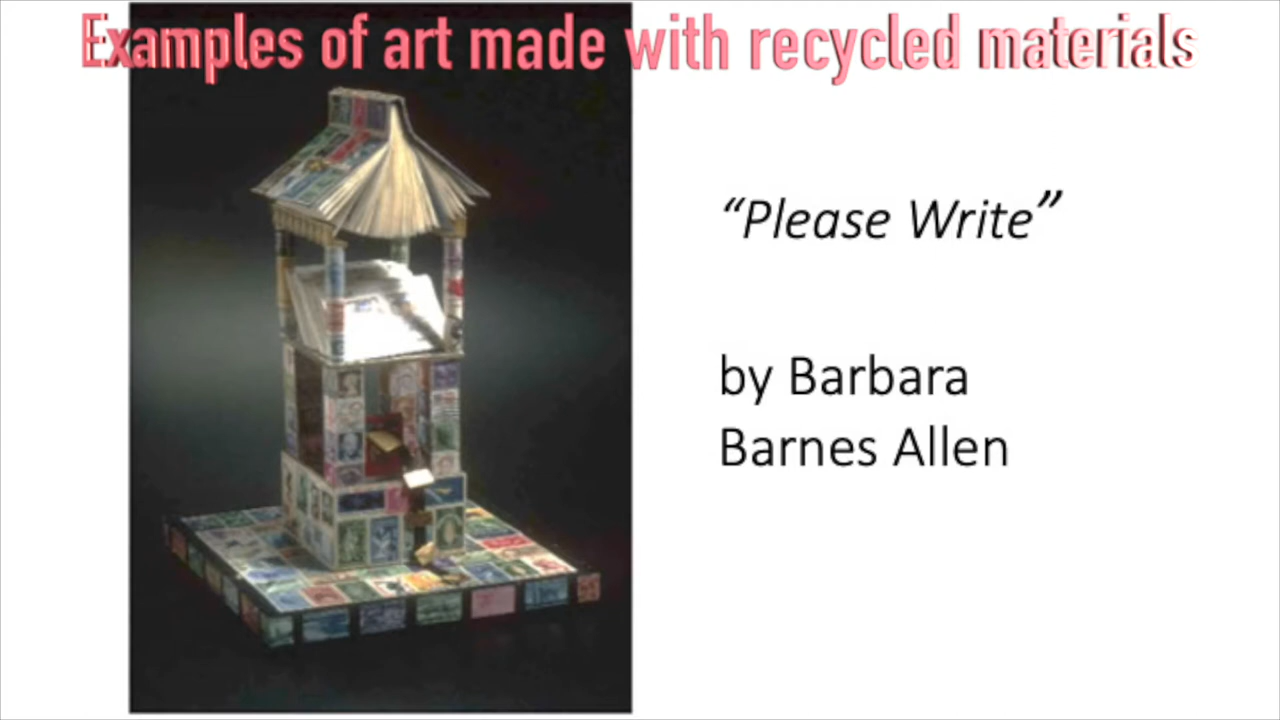 Examples of art made with recycled materials
“Please Write”
by Barbara
Barnes Allen